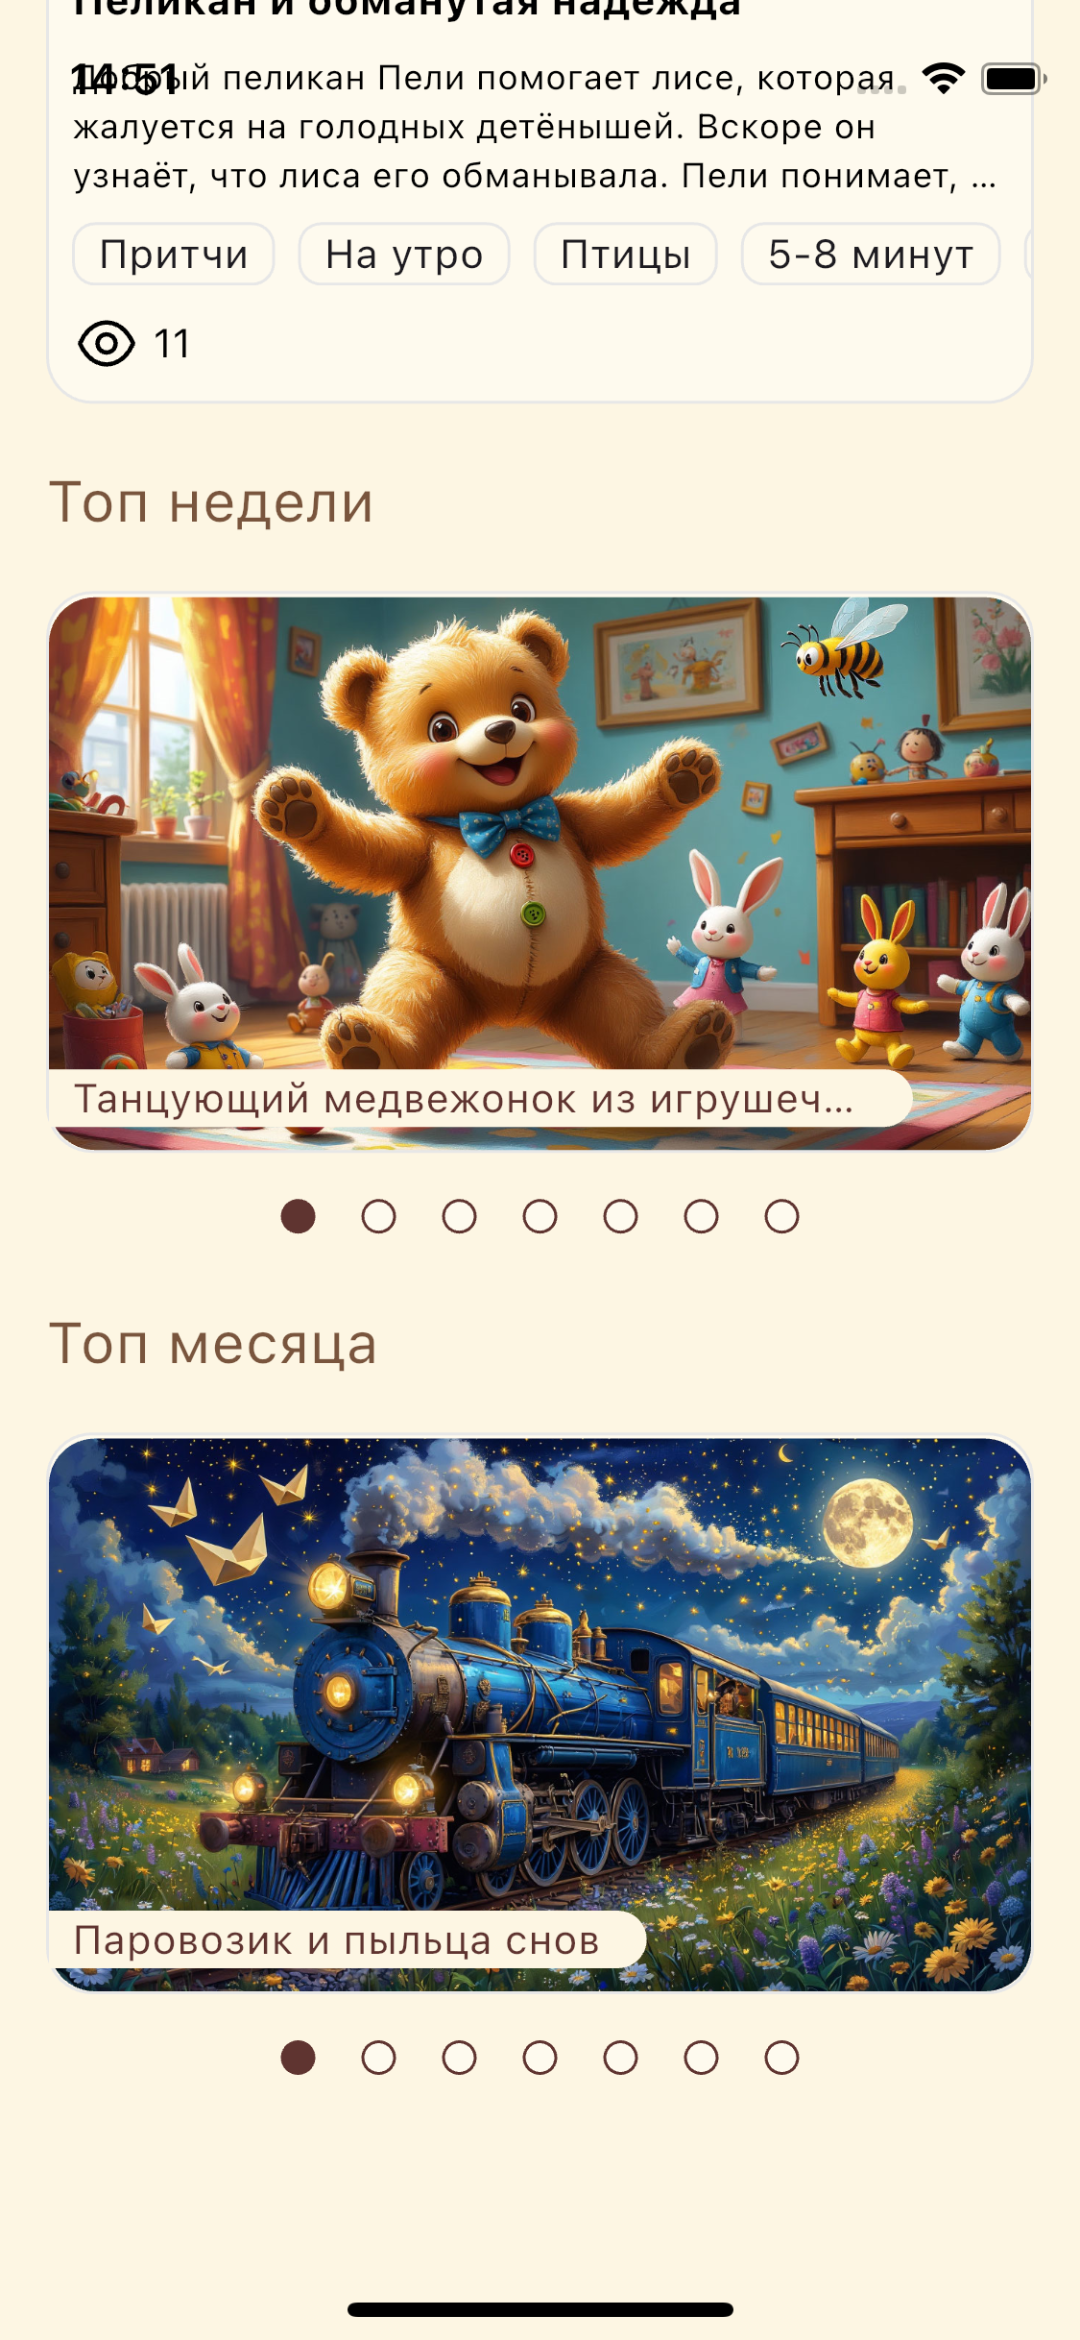 Пеликан и обманутая надежда
14:51
Добрый пеликан Пели помогает лисе, которая
жалуется на голодных детёнышей. Вскоре он
узнаёт, что лиса его обманывала. Пели понимает, ...
Притчи На утро Птицы 5-8 минут
11
Топ недели
Танцующий медвежонок из игрушеч...
Топ месяца
Паровозик и пыльца снов